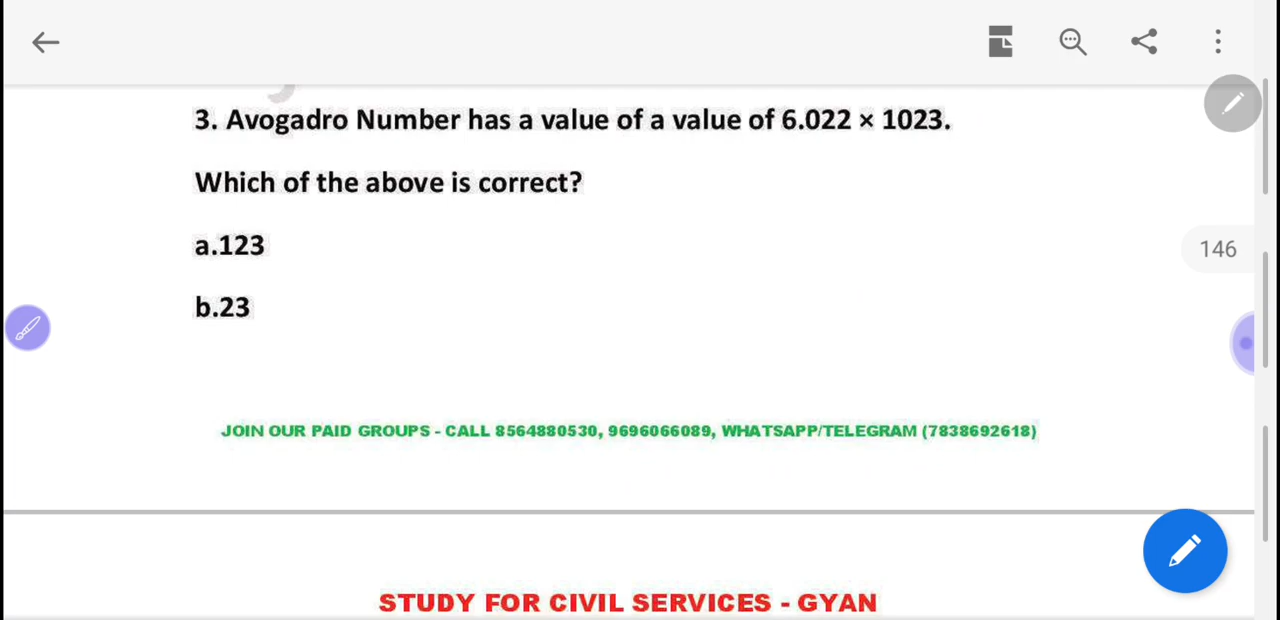 3. Avogadro Number has a value of a value of 6.022 × 1023.
Which of the above is correct?
a.123
146
b.23
JOIN OUR PAID GROUPS - CALL 8564880530, 9696066089, WHATSAPP/TELEGRAM (7838692618)
STUDY FOR CIVIL SERVICES - GYAN